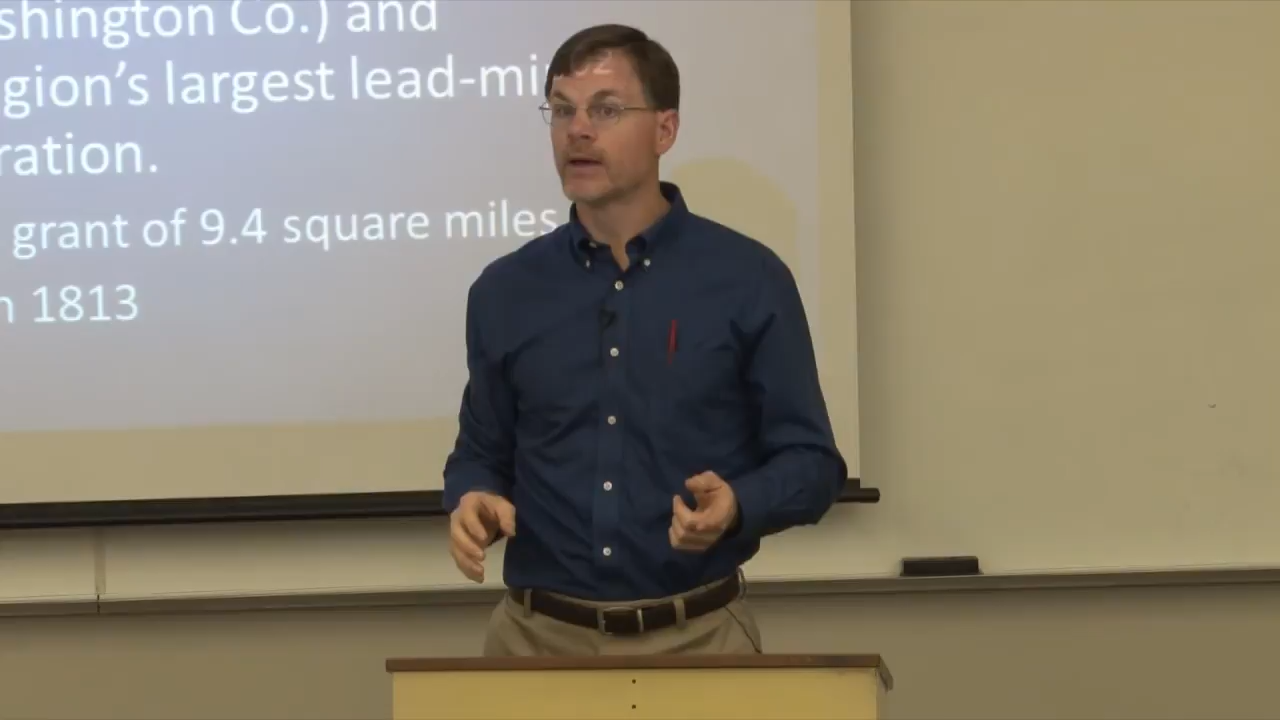 shington Co.) and
gion's largest lead-mi
ration.
grant of 9.4 square miles
n 1813